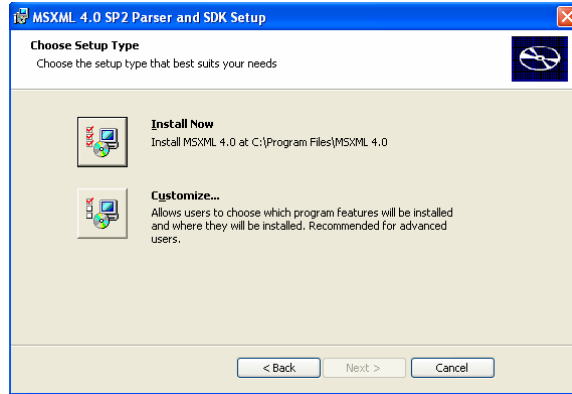 MSXML 4.0 SP2 Parser and SDK Setup
Choose Setup Type
Choose the setup type that best suits your needs
Install Now
Install MSXML 4.0 at C:\Program Files\MSXML 4.0
Customize...
Allows users to choose which program features will be installed
and where they will be installed. Recommended for advanced
users.
< Back
Next >
Cancel